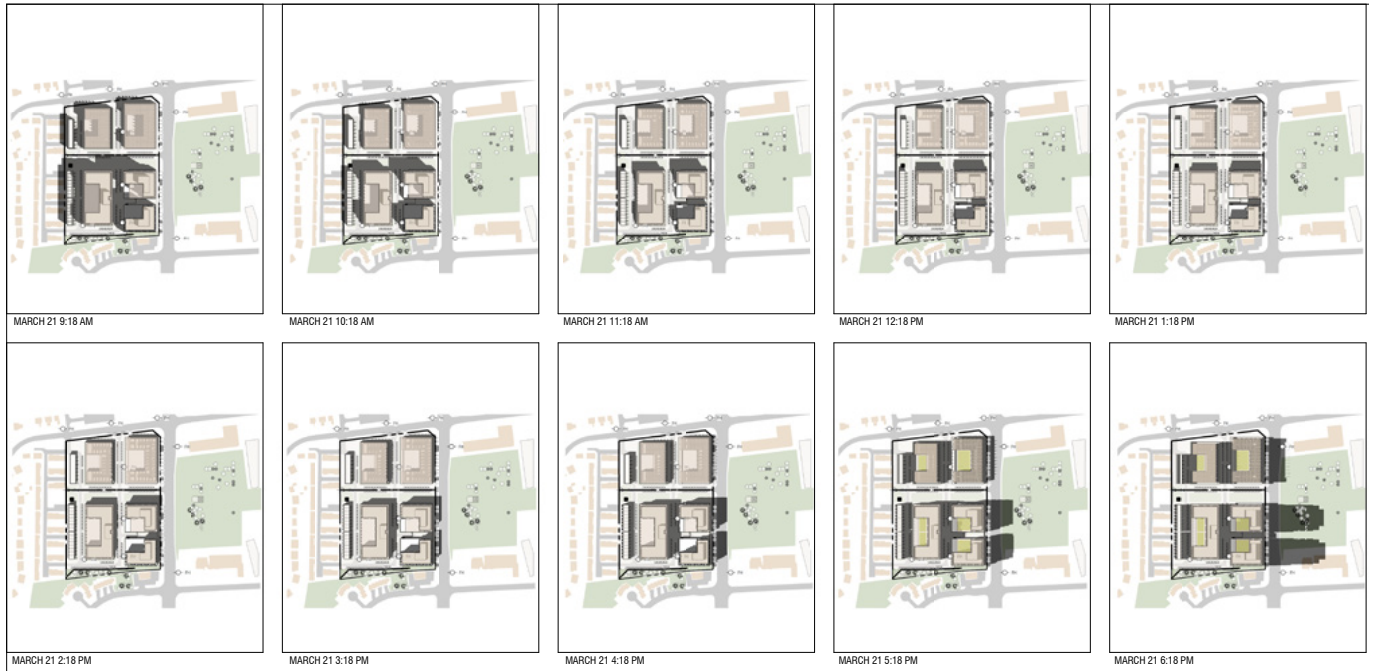 MARCH 21 9:18 AM
MARCH 21 10:18 AM
MARCH 21 11:18 AM
MARCH 21 12:18 PM
MARCH 21 1:18 PM
MARCH 21 2:18 PM
MARCH 21 3:18 PM
MARCH 21 4:18 PM
MARCH 21 5:18 PM
MARCH 21 6:18 PM